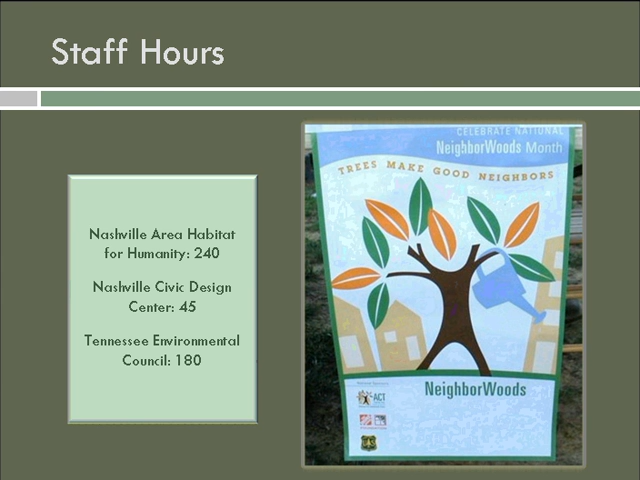 Staff Hours
Nashville Area Habitat
for Humanity: 240
Nashville Civic Design
Center: 45
Tennessee Environmental
Council: 180
CELEBRATE NATIONAL
NeighborWoods Month
TREES MAKE GOOD NEIGHBORS
NeighborWoods
ACT